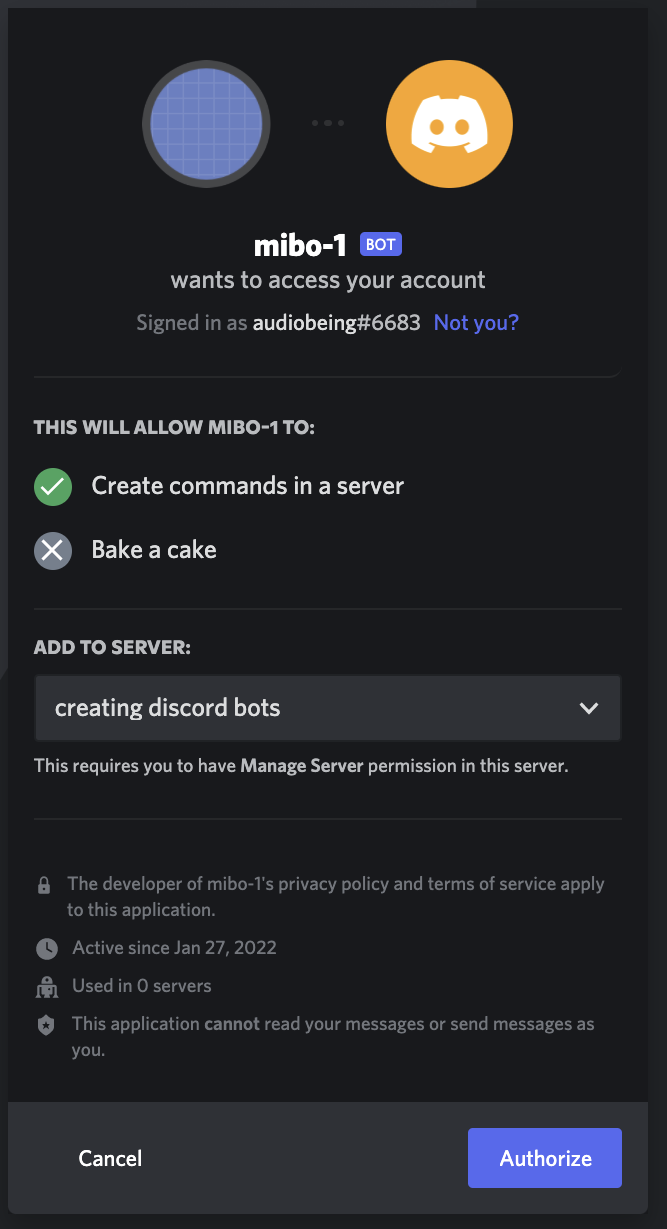 mibo-1 BOT
wants to access your account
Signed in as audiobeing#6683 Not you?
THIS WILL ALLOW MIBO-1 TO:
Create commands in a server
Bake a cake
ADD TO SERVER:
creating discord bots
This requires you to have Manage Server permission in this server.
The developer of mibo-1's privacy policy and terms of service apply
to this application.
Active since Jan 27, 2022
Used in 0 servers
This application cannot read your messages or send messages as
you.
Cancel
Authorize